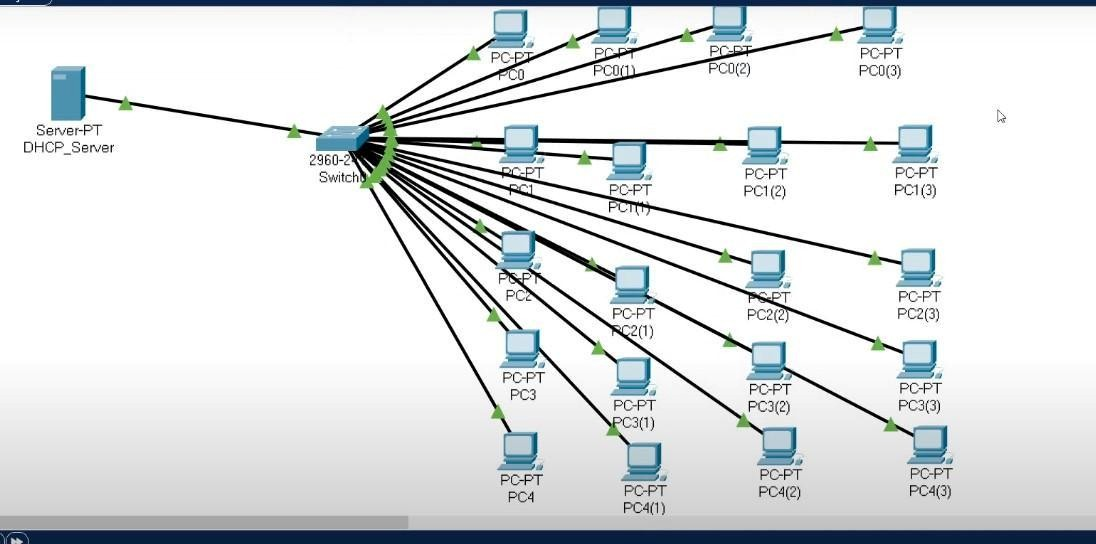 PC-PT
PC0
PC-PT
PC0(1)
PC-PT
PC0(2)
PC-PT
PC0(3)
Server-PT
DHCP_Server
2960-24
Switch0
PC-PT
PC1
PC-PT
PC1(1)
PC-PT
PC1(2)
PC-PT
PC1(3)
PC-PT
PC2
PC-PT
PC2(1)
PC-PT
PC2(2)
PC-PT
PC2(3)
PC-PT
PC3
PC-PT
PC3(1)
PC-PT
PC3(2)
PC-PT
PC3(3)
PC-PT
PC4
PC-PT
PC4(1)
PC-PT
PC4(2)
PC-PT
PC4(3)